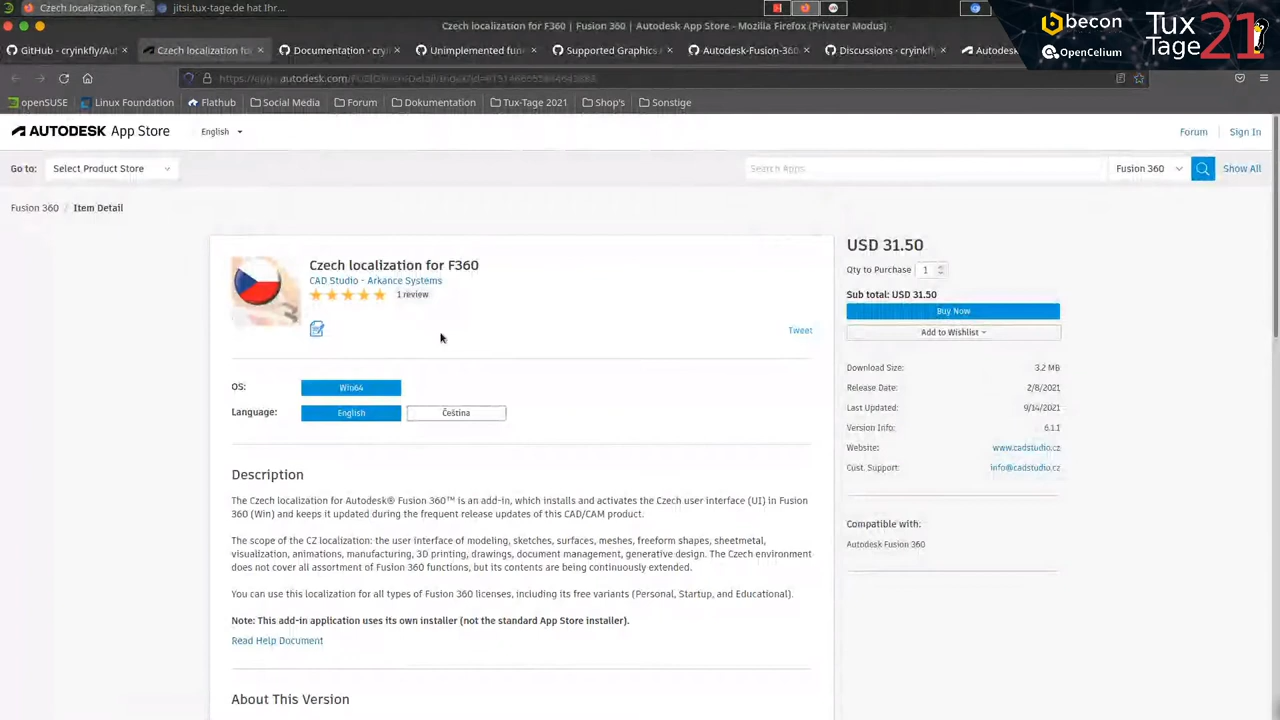 Czech localization for F
jitsi.tux-tage.de hat Ihr...
Czech localization for F360 | Fusion 360 | Autodesk App Store - Mozilla Firefox (Privater Modus)
becon
OpenCelium
Tux
Tage 21
GitHub - cryinkfly/Aut
Czech localization fo
Documentation - cryin
Unimplemented func
Supported Graphics
Autodesk-Fusion-360
Discussions - cryinkfly
Autodesk
openSUSE
Linux Foundation
Flathub
Social Media
Forum
Dokumentation
Tux-Tage 2021
Shop's
Sonstige
AUTODESK App Store
English
Forum
Sign In
Go to:
Select Product Store
Search Apps
Fusion 360
Show All
Fusion 360 / Item Detail
Czech localization for F360
CAD Studio - Arkance Systems
1 review
Tweet
OS:
Win64
Language:
English
Čeština
Description
The Czech localization for Autodesk® Fusion 360™ is an add-in, which installs and activates the Czech user interface (UI) in Fusion
360 (Win) and keeps it updated during the frequent release updates of this CAD/CAM product.
The scope of the CZ localization: the user interface of modeling, sketches, surfaces, meshes, freeform shapes, sheetmetal,
visualization, animations, manufacturing, 3D printing, drawings, document management, generative design. The Czech environment
does not cover all assortment of Fusion 360 functions, but its contents are being continuously extended.
You can use this localization for all types of Fusion 360 licenses, including its free variants (Personal, Startup, and Educational).
Note: This add-in application uses its own installer (not the standard App Store installer).
Read Help Document
About This Version
USD 31.50
Qty to Purchase
1
Sub total: USD 31.50
Buy Now
Add to Wishlist
Download Size:
3.2 MB
Release Date:
2/8/2021
Last Updated:
9/14/2021
Version Info:
6.1.1
Website:
www.cadstudio.cz
Cust. Support:
info@cadstudio.cz
Compatible with:
Autodesk Fusion 360